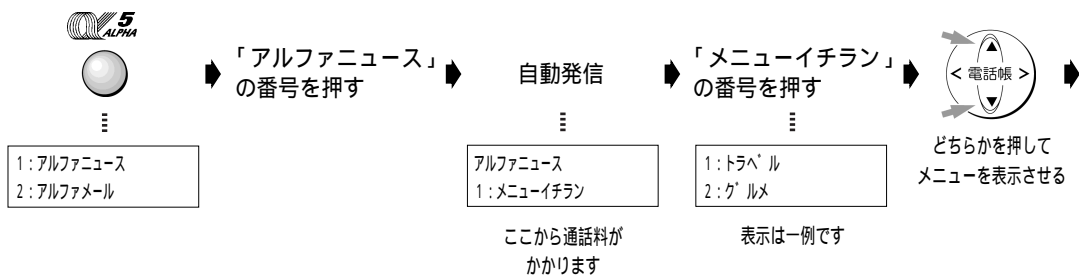 α5
ALPHA
「アルファニュース」
の番号を押す
自動発信
「メニューイチラン」
の番号を押す
< 電話帳 >
1:アルファニュース
2:アルファメール
アルファニュース
1:メニューイチラン
1:トラベル
2:グルメ
どちらかを押して
メニューを表示させる
ここから通話料が
かかります
表示は一例です